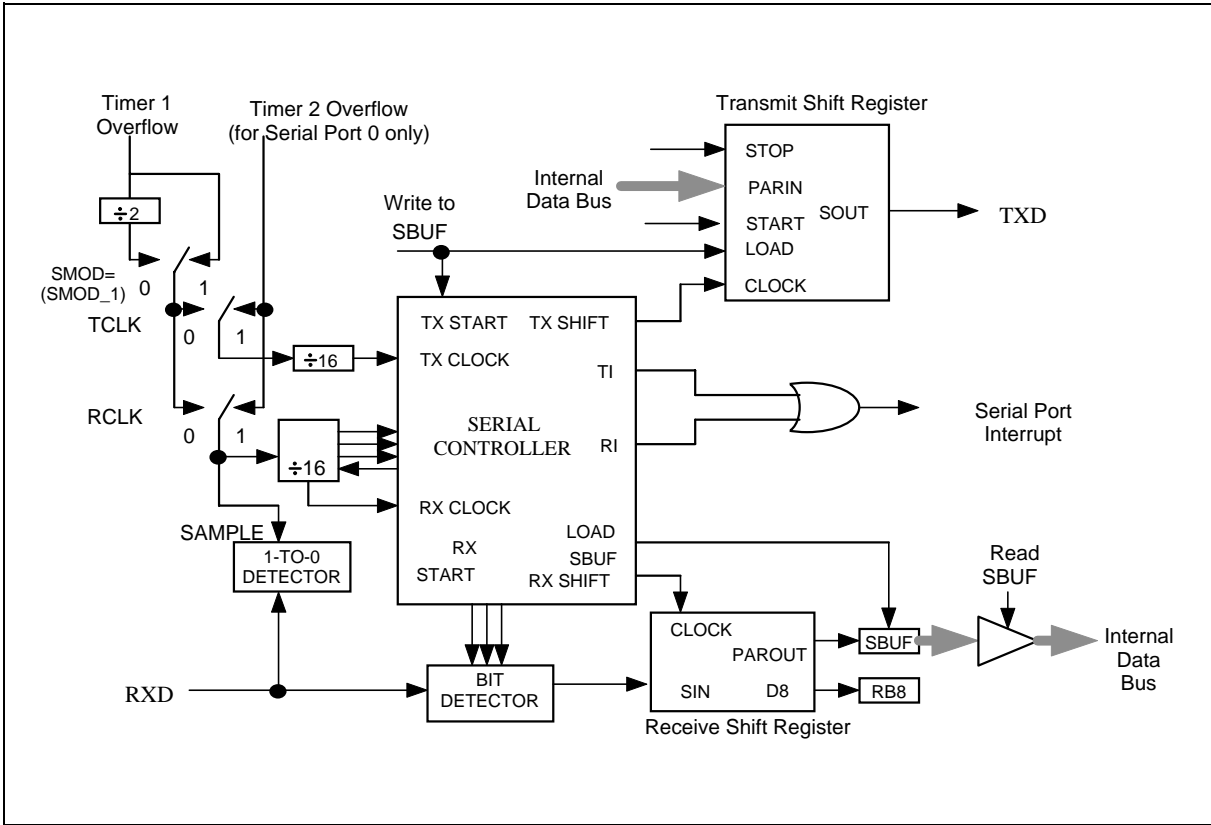 Timer 1
Overflow
Timer 2 Overflow
(for Serial Port 0 only)
Transmit Shift Register
STOP
Internal
Data Bus
PARIN
START
SOUT
TXD
LOAD
CLOCK
÷2
Write to
SBUF
SMOD=
(SMOD_1)
0
1
TCLK
0
1
÷16
TX START
TX SHIFT
TX CLOCK
TI
SERIAL
CONTROLLER
RI
Serial Port
Interrupt
RCLK
0
1
÷16
RX CLOCK
SAMPLE
1-TO-0
DETECTOR
LOAD
SBUF
RX
START
RX SHIFT
Read
SBUF
CLOCK
PAROUT
SBUF
Internal
Data
Bus
RXD
BIT
DETECTOR
SIN
D8
RB8
Receive Shift Register